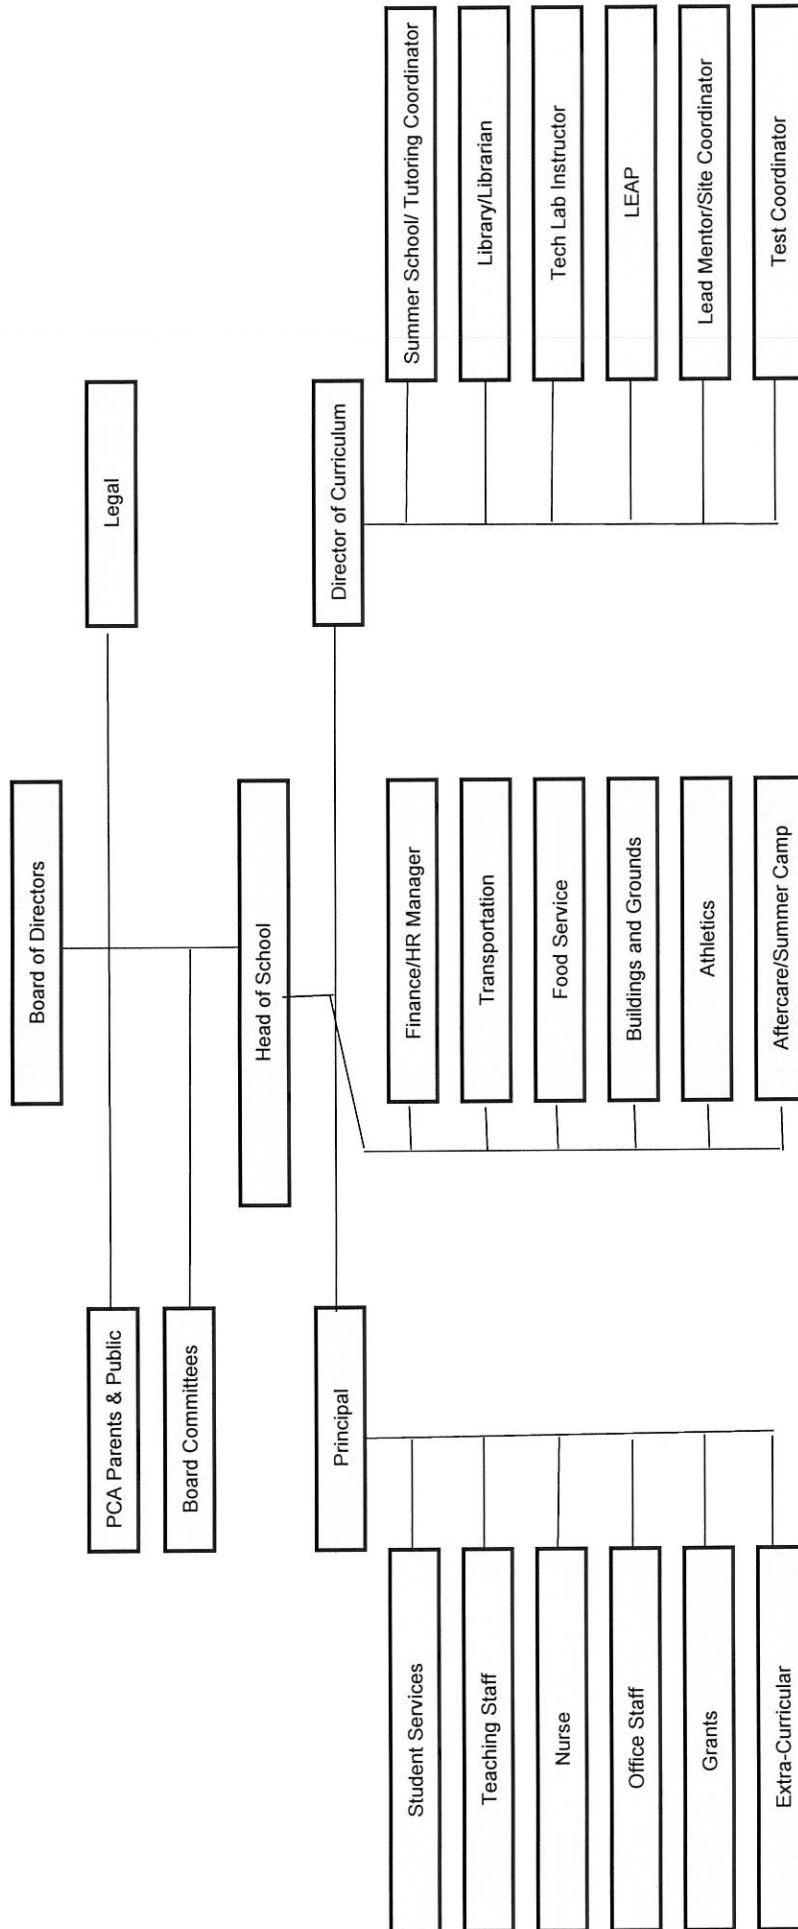 Board of Directors
PCA Parents & Public
Legal
Board Committees
Head of School
Principal
Director of Curriculum
Student Services
Finance/HR Manager
Summer School/ Tutoring Coordinator
Teaching Staff
Transportation
Library/Librarian
Nurse
Food Service
Tech Lab Instructor
Office Staff
Buildings and Grounds
LEAP
Grants
Athletics
Lead Mentor/Site Coordinator
Extra-Curricular
Aftercare/Summer Camp
Test Coordinator